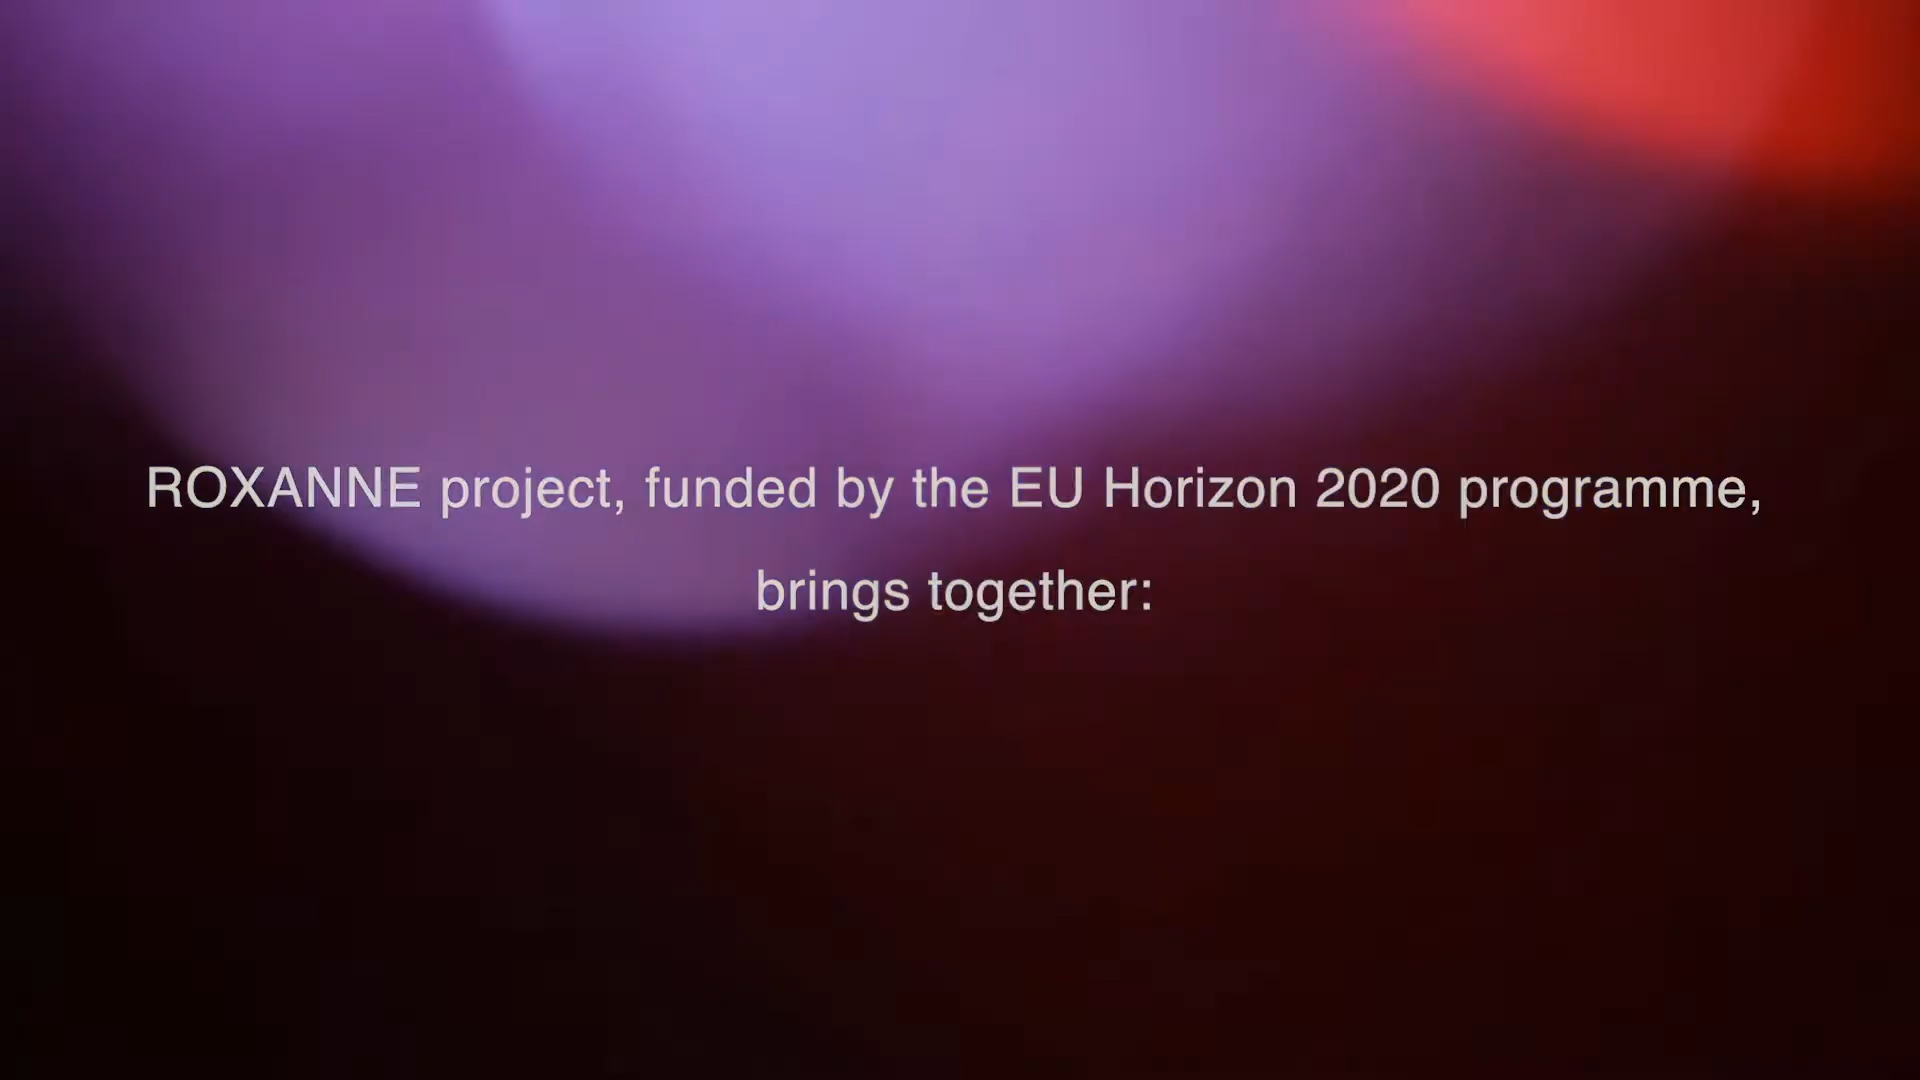 ROXANNE project, funded by the EU Horizon 2020 programme,
brings together: